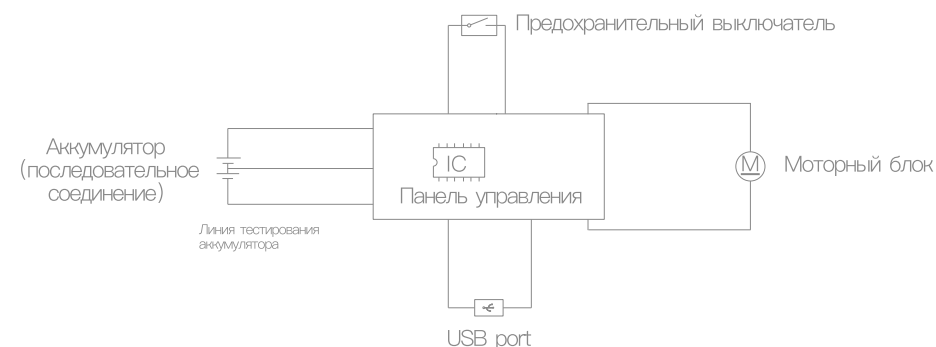 Предохранительный выключатель
Аккумулятор
(последовательное
соединение)
IC
Панель управления
M
Моторный блок
Линия тестирования
аккумулятора
USB port